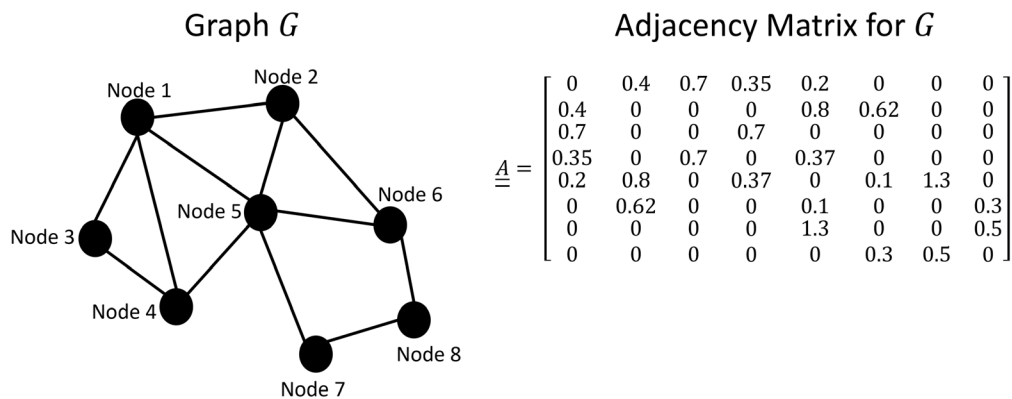 Graph G
Adjacency Matrix for G
Node 1
Node 2
Node 3
Node 4
Node 5
Node 6
Node 7
Node 8
A =
0 0.4 0.7 0.35 0.2 0 0 0
0.4 0 0 0 0.8 0.62 0 0
0.7 0 0 0.7 0 0 0 0
0.35 0 0.7 0 0.37 0 0 0
0.2 0.8 0 0.37 0 0.1 1.3 0
0 0.62 0 0 0.1 0 0 0.3
0 0 0 0 1.3 0 0 0.5
0 0 0 0 0 0.3 0.5 0